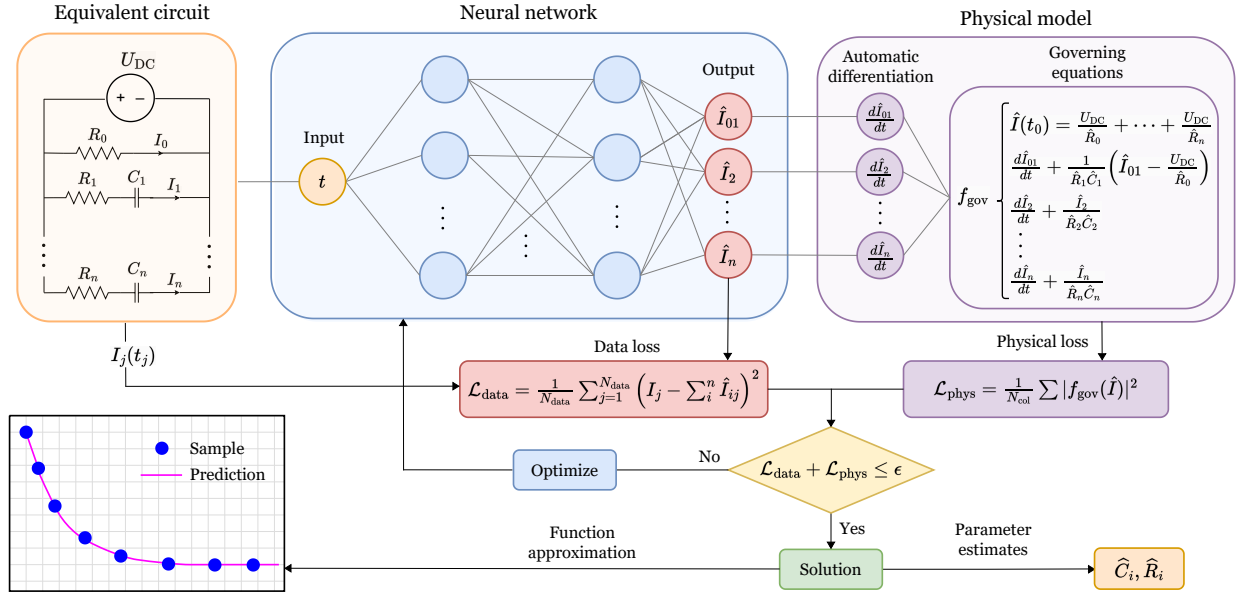 Equivalent circuit
Neural network
Physical model
U_DC
+ −
R_0
I_0
R_1
C_1
I_1
R_n
C_n
I_n
Input
t
Output
Î_01
Î_2
Î_n
Automatic
differentiation
dÎ_01/dt
dÎ_2/dt
dÎ_n/dt
Governing
equations
f_gov
Î(t_0) = U_DC/R̂_0 + ⋯ + U_DC/R̂_n
dÎ_01/dt + 1/(R̂_1Ĉ_1) (Î_01 − U_DC/R̂_0)
dÎ_2/dt + Î_2/(R̂_2Ĉ_2)
dÎ_n/dt + Î_n/(R̂_nĈ_n)
I_j(t_j)
Data loss
Physical loss
ℒ_data = 1/N_data ∑_{j=1}^{N_data} (I_j − ∑_i^n Î_ij)^2
ℒ_phys = 1/N_col ∑ |f_gov(Î)|^2
Sample
Prediction
Optimize
No
ℒ_data + ℒ_phys ≤ ϵ
Yes
Function
approximation
Solution
Parameter
estimates
Ĉ_i, R̂_i